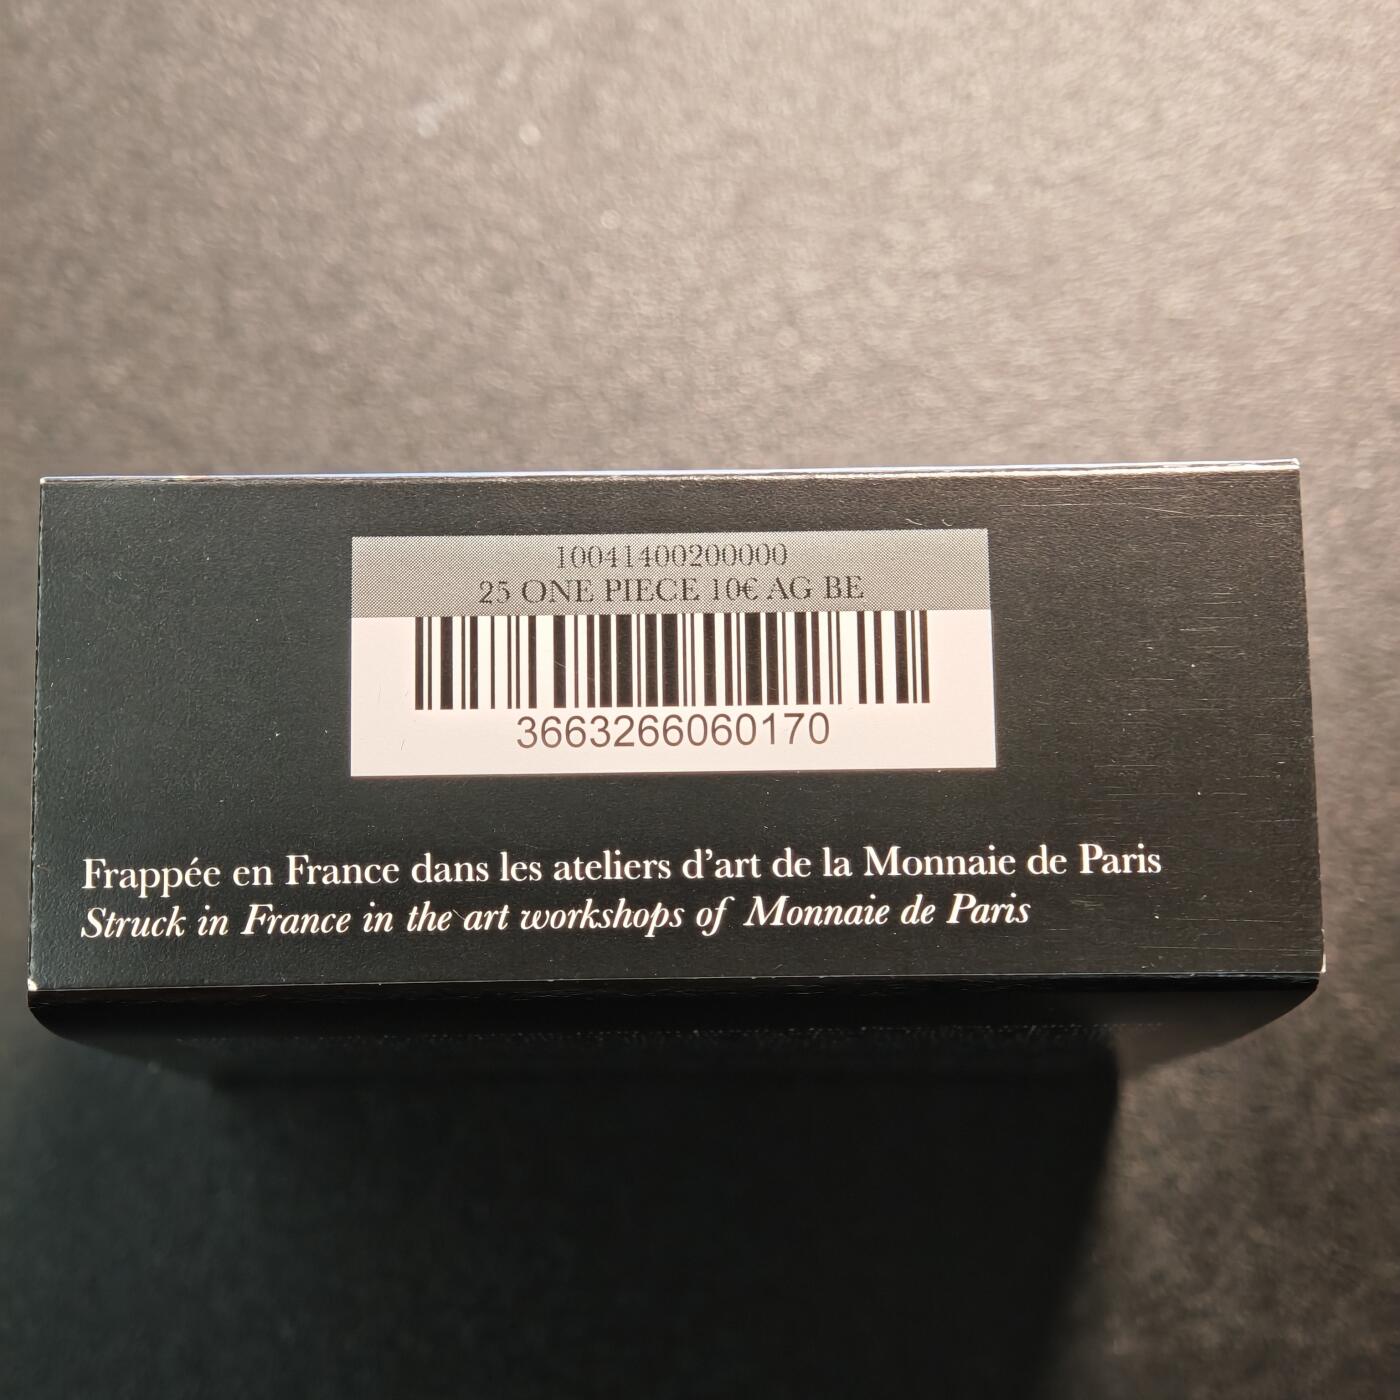 10041400200000
25 ONE PIECE 10€ AG BE
3663266060170
Frappée en France dans les ateliers d'art de la Monnaie de Paris
Struck in France in the art workshops of Monnaie de Paris